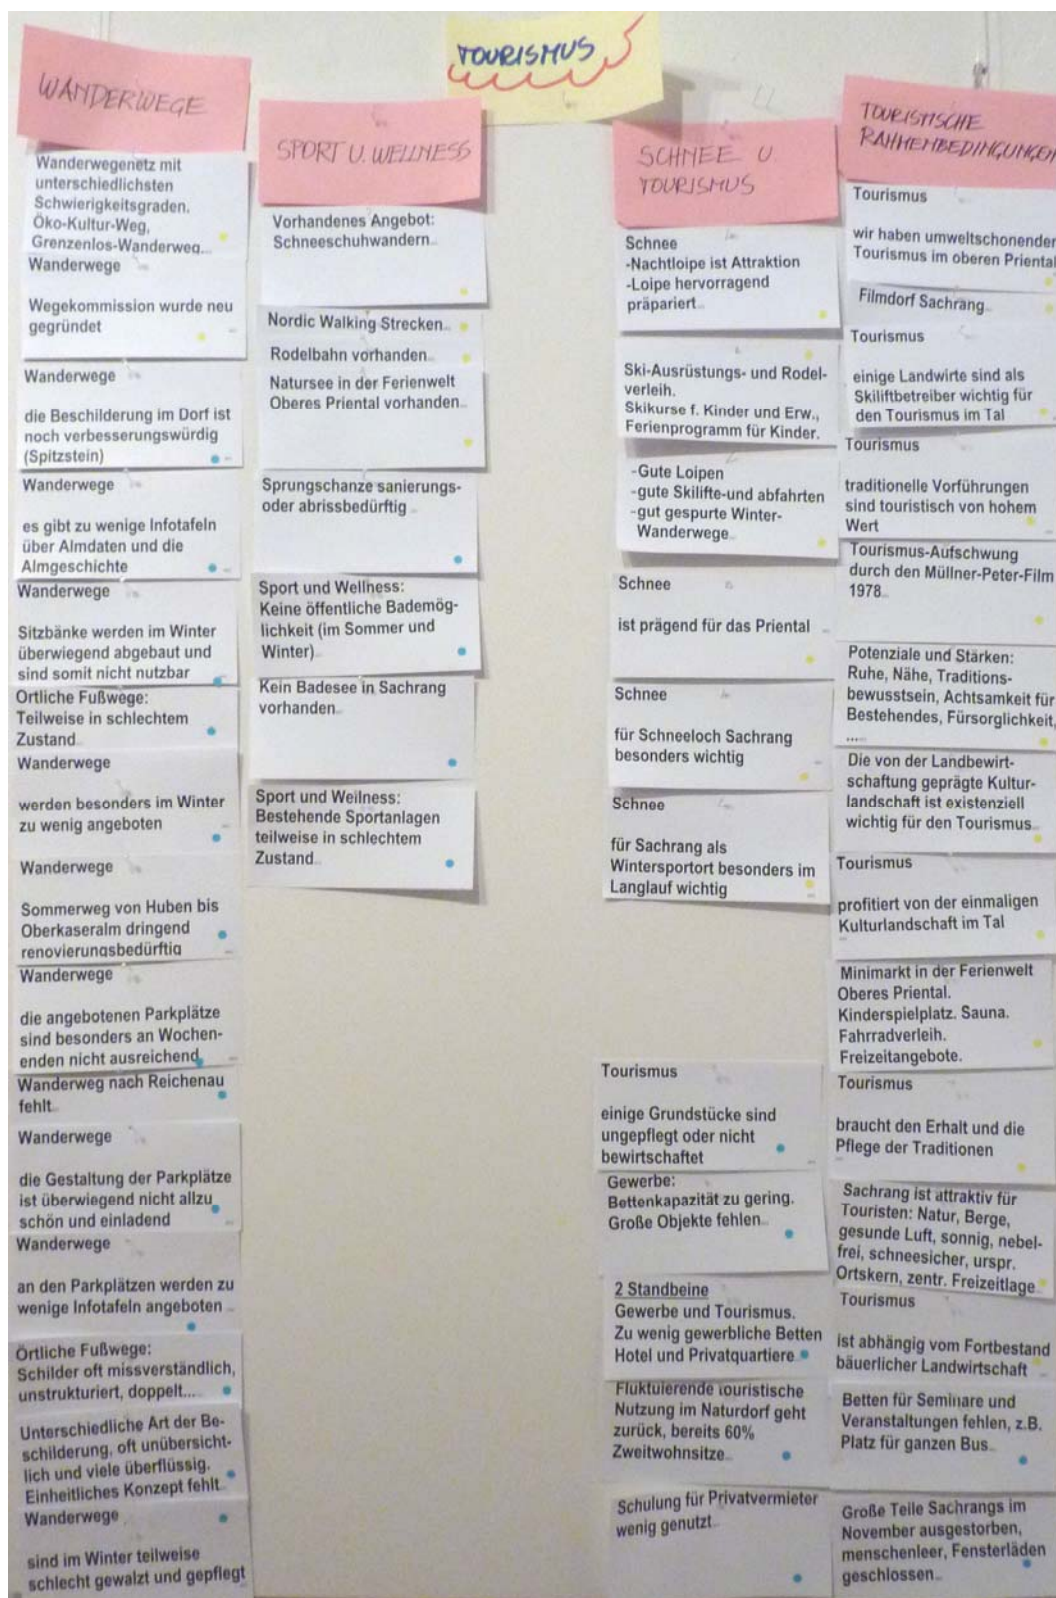 TOURISMUS
WANDERWEGE
Wanderwegenetz mit
unterschiedlichsten
Schwierigkeitsgraden.
Öko-Kultur-Weg,
Grenzenlos-Wanderweg...
Wanderwege
Wegekommission wurde neu
gegründet
Wanderwege
die Beschilderung im Dorf ist
noch verbesserungswürdig
(Spitzstein)
Wanderwege
es gibt zu wenige Infotafeln
über Almdaten und die
Almgeschichte
Wanderwege
Sitzbänke werden im Winter
überwiegend abgebaut und
sind somit nicht nutzbar
Örtliche Fußwege:
Teilweise in schlechtem
Zustand
Wanderwege
werden besonders im Winter
zu wenig angeboten
Wanderwege
Sommerweg von Huben bis
Oberkaseralm dringend
renovierungsbedürftig
Wanderwege
die angebotenen Parkplätze
sind besonders an Wochen-
enden nicht ausreichend
Wanderweg nach Reichenau
fehlt
Wanderwege
die Gestaltung der Parkplätze
ist überwiegend nicht allzu
schön und einladend
Wanderwege
an den Parkplätzen werden zu
wenige Infotafeln angeboten
Örtliche Fußwege:
Schilder oft missverständlich,
unstrukturiert, doppelt...
Unterschiedliche Art der Be-
schilderung, oft unübersicht-
lich und viele überflüssig.
Einheitliches Konzept fehlt
Wanderwege
sind im Winter teilweise
schlecht gewalzt und gepflegt
SPORT U. WELLNESS
Vorhandenes Angebot:
Schneeschuhwandern
Nordic Walking Strecken
Rodelbahn vorhanden
Natursee in der Ferienwelt
Oberes Priental vorhanden
Sprungschanze sanierungs-
oder abrissbedürftig
Sport und Wellness:
Keine öffentliche Bademög-
lichkeit (im Sommer und
Winter)
Kein Badesee in Sachrang
vorhanden
Sport und Wellness:
Bestehende Sportanlagen
teilweise in schlechtem
Zustand
SCHNEE U.
TOURISMUS
Schnee
-Nachtloipe ist Attraktion
-Loipe hervorragend
präpariert
Ski-Ausrüstungs- und Rodel-
verleih.
Skikurse f. Kinder und Erw.,
Ferienprogramm für Kinder.
-Gute Loipen
-gute Skilifte-und abfahrten
-gut gespurte Winter-
Wanderwege
Schnee
ist prägend für das Priental
Schnee
für Schneeloch Sachrang
besonders wichtig
Schnee
für Sachrang als
Wintersportort besonders im
Langlauf wichtig
Tourismus
einige Grundstücke sind
ungepflegt oder nicht
bewirtschaftet
Gewerbe:
Bettenkapazität zu gering.
Große Objekte fehlen
2 Standbeine
Gewerbe und Tourismus.
Zu wenig gewerbliche Betten
Hotel und Privatquartiere
Fluktuierende touristische
Nutzung im Naturdorf geht
zurück, bereits 60%
Zweitwohnsitze
Schulung für Privatvermieter
wenig genutzt
TOURISTISCHE
RAHMENBEDINGUNGEN
Tourismus
wir haben umweltschonenden
Tourismus im oberen Priental
Filmdorf Sachrang
Tourismus
einige Landwirte sind als
Skiliftbetreiber wichtig für
den Tourismus im Tal
Tourismus
traditionelle Vorführungen
sind touristisch von hohem
Wert
Tourismus-Aufschwung
durch den Müllner-Peter-Film
1978
Potenziale und Stärken:
Ruhe, Nähe, Traditions-
bewusstsein, Achtsamkeit für
Bestehendes, Fürsorglichkeit,
....
Die von der Landbewirt-
schaftung geprägte Kultur-
landschaft ist existenziell
wichtig für den Tourismus
Tourismus
profitiert von der einmaligen
Kulturlandschaft im Tal
Minimarkt in der Ferienwelt
Oberes Priental.
Kinderspielplatz. Sauna.
Fahrradverleih.
Freizeitangebote.
Tourismus
braucht den Erhalt und die
Pflege der Traditionen
Sachrang ist attraktiv für
Touristen: Natur, Berge,
gesunde Luft, sonnig, nebel-
frei, schneesicher, urspr.
Ortskern, zentr. Freizeitlage
Tourismus
ist abhängig vom Fortbestand
bäuerlicher Landwirtschaft
Betten für Seminare und
Veranstaltungen fehlen, z.B.
Platz für ganzen Bus
Große Teile Sachrangs im
November ausgestorben,
menschenleer, Fensterläden
geschlossen